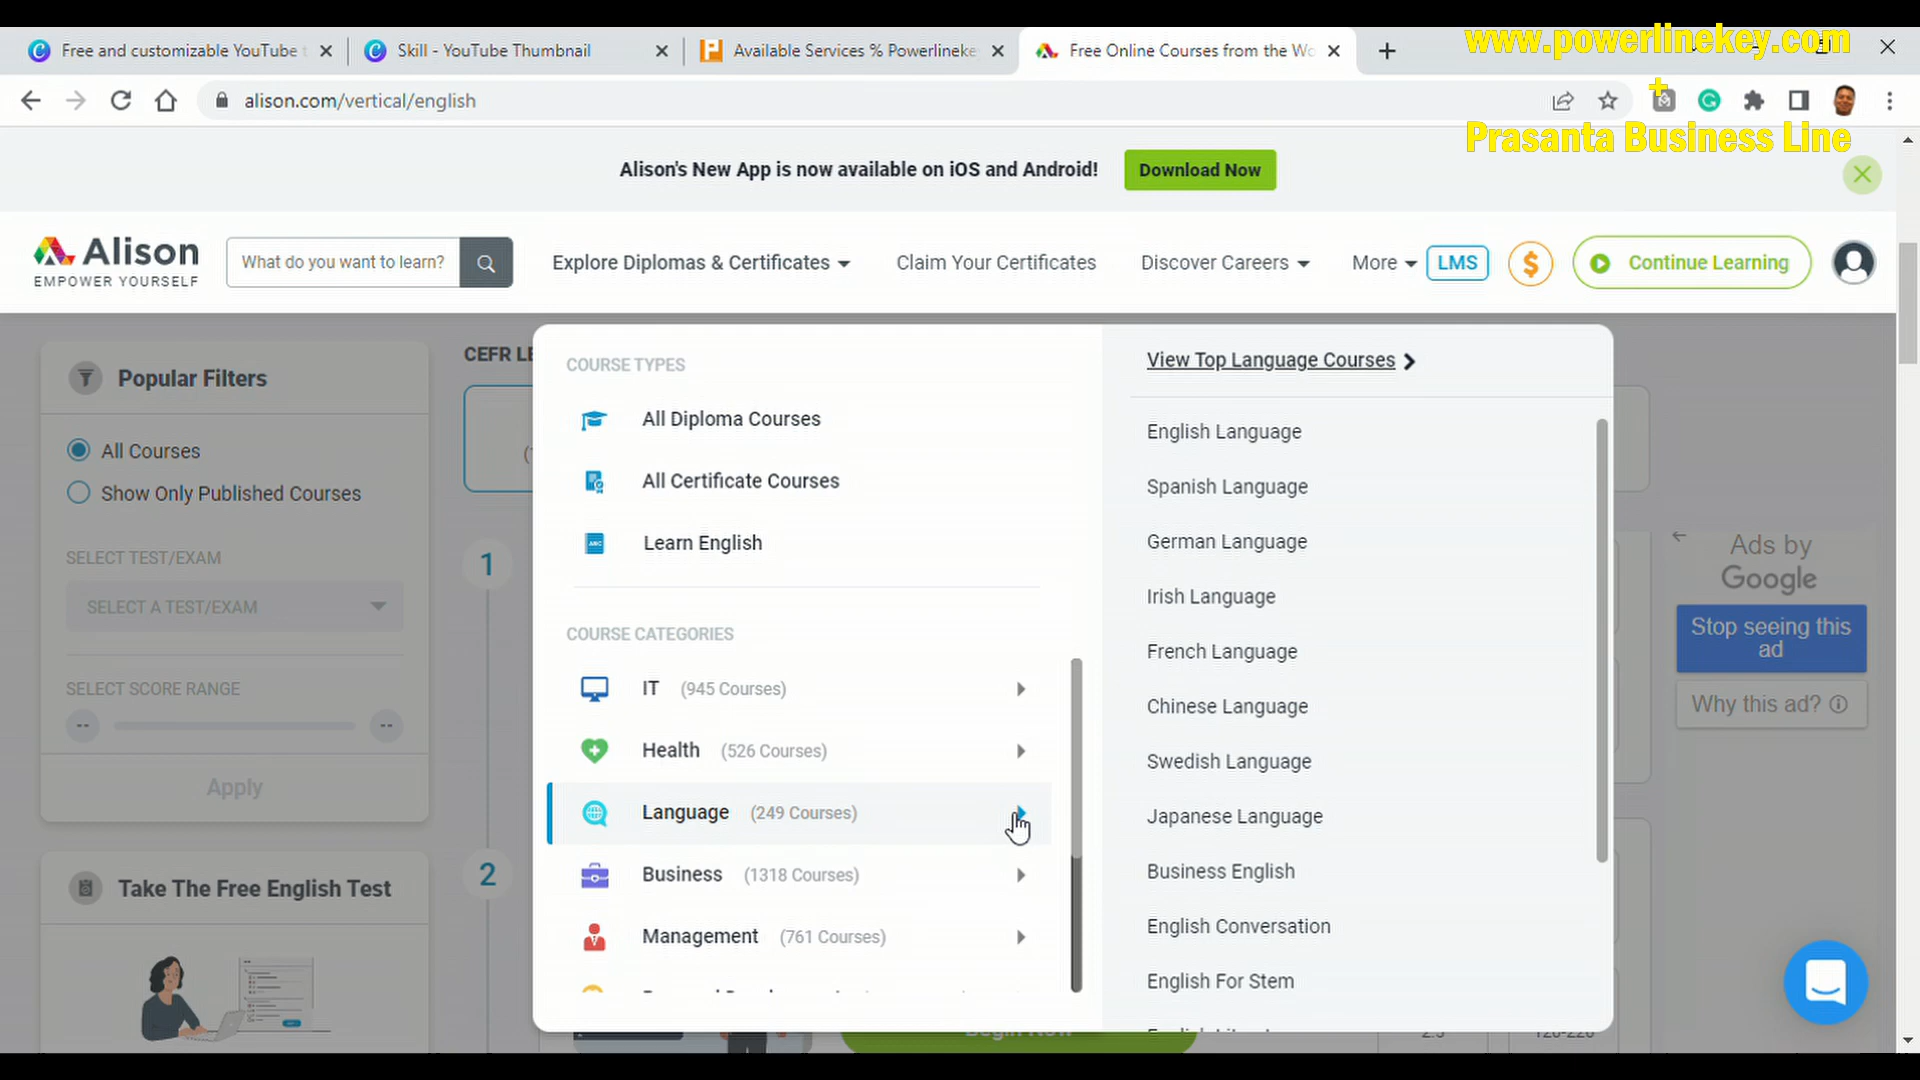 Free and customizable YouTube t
Skill - YouTube Thumbnail
Available Services % Powerlineke
Free Online Courses from the Wo
www.powerlinekey.com
alison.com/vertical/english
+
Prasanta Business Line
Alison's New App is now available on iOS and Android!
Download Now
Alison
EMPOWER YOURSELF
What do you want to learn?
Explore Diplomas & Certificates
Claim Your Certificates
Discover Careers
More
LMS
$
Continue Learning
Popular Filters
All Courses
Show Only Published Courses
SELECT TEST/EXAM
SELECT A TEST/EXAM
SELECT SCORE RANGE
--
--
Apply
Take The Free English Test
CEFR LE
1
2
COURSE TYPES
All Diploma Courses
All Certificate Courses
Learn English
COURSE CATEGORIES
IT (945 Courses)
Health (526 Courses)
Language (249 Courses)
Business (1318 Courses)
Management (761 Courses)
View Top Language Courses
English Language
Spanish Language
German Language
Irish Language
French Language
Chinese Language
Swedish Language
Japanese Language
Business English
English Conversation
English For Stem
Ads by
Google
Stop seeing this
ad
Why this ad?